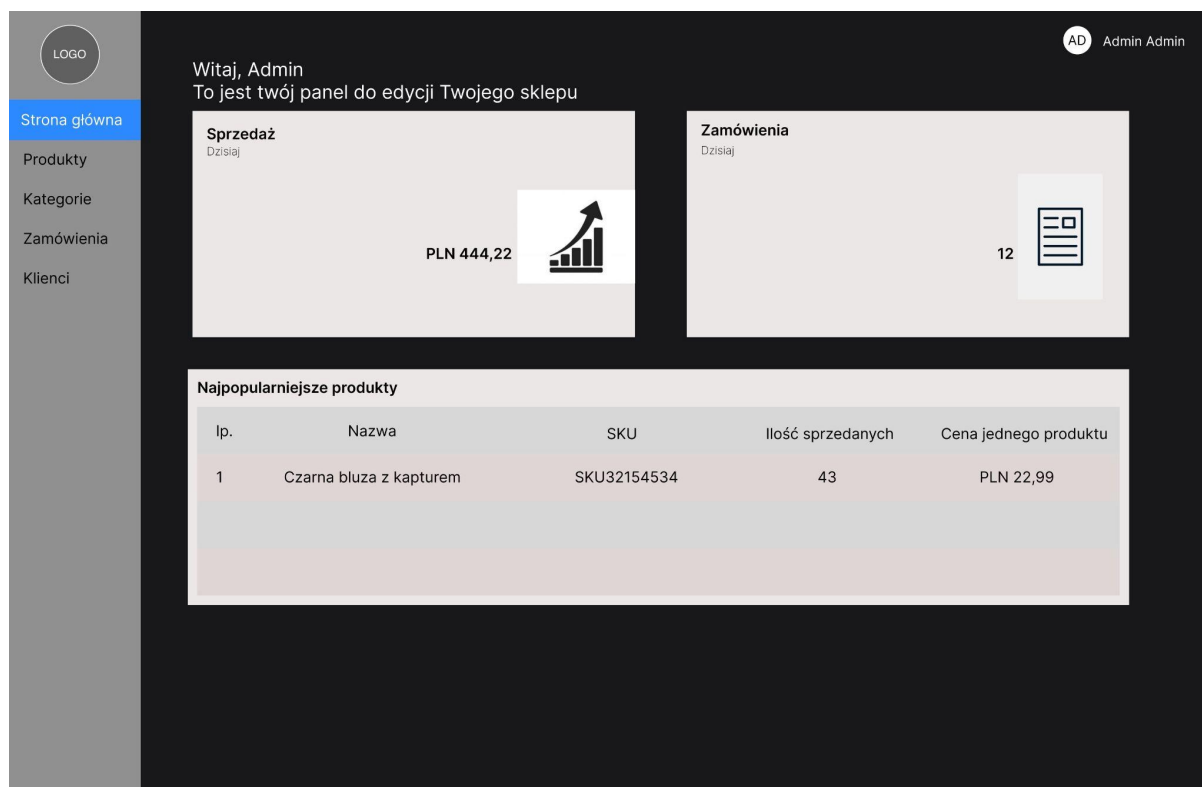 LOGO
AD Admin Admin
Witaj, Admin
To jest twój panel do edycji Twojego sklepu
Strona główna
Produkty
Kategorie
Zamówienia
Klienci
Sprzedaż
Dzisiaj
PLN 444,22
Zamówienia
Dzisiaj
12
Najpopularniejsze produkty
lp. Nazwa SKU Ilość sprzedanych Cena jednego produktu
1 Czarna bluza z kapturem SKU32154534 43 PLN 22,99